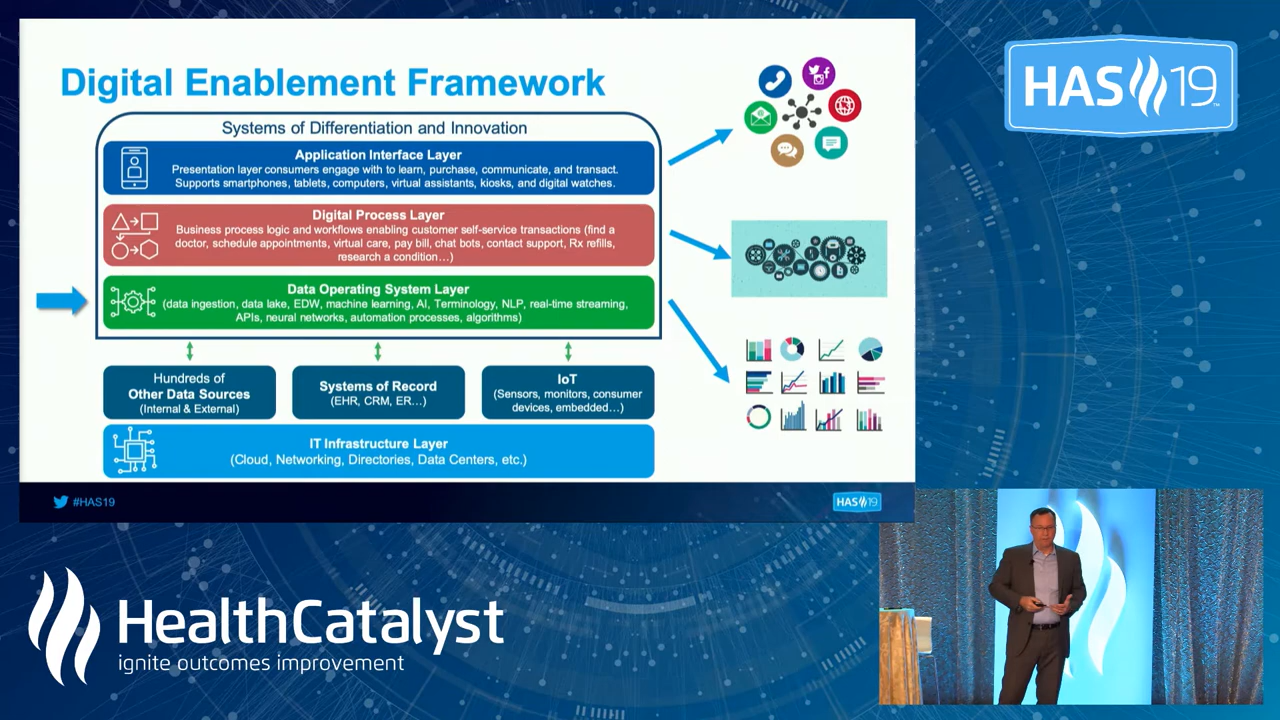 Digital Enablement Framework
Systems of Differentiation and Innovation
Application Interface Layer
Presentation layer consumers engage with to learn, purchase, communicate, and transact.
Supports smartphones, tablets, computers, virtual assistants, kiosks, and digital watches.
Digital Process Layer
Business process logic and workflows enabling customer self-service transactions (find a
doctor, schedule appointments, virtual care, pay bill, chat bots, contact support, Rx refills,
research a condition…)
Data Operating System Layer
(data ingestion, data lake, EDW, machine learning, AI, Terminology, NLP, real-time streaming,
APIs, neural networks, automation processes, algorithms)
Hundreds of
Other Data Sources
(Internal & External)
Systems of Record
(EHR, CRM, ER…)
IoT
(Sensors, monitors, consumer
devices, embedded…)
IT Infrastructure Layer
(Cloud, Networking, Directories, Data Centers, etc.)
#HAS19
HAS 19
HAS 19™
HealthCatalyst
ignite outcomes improvement